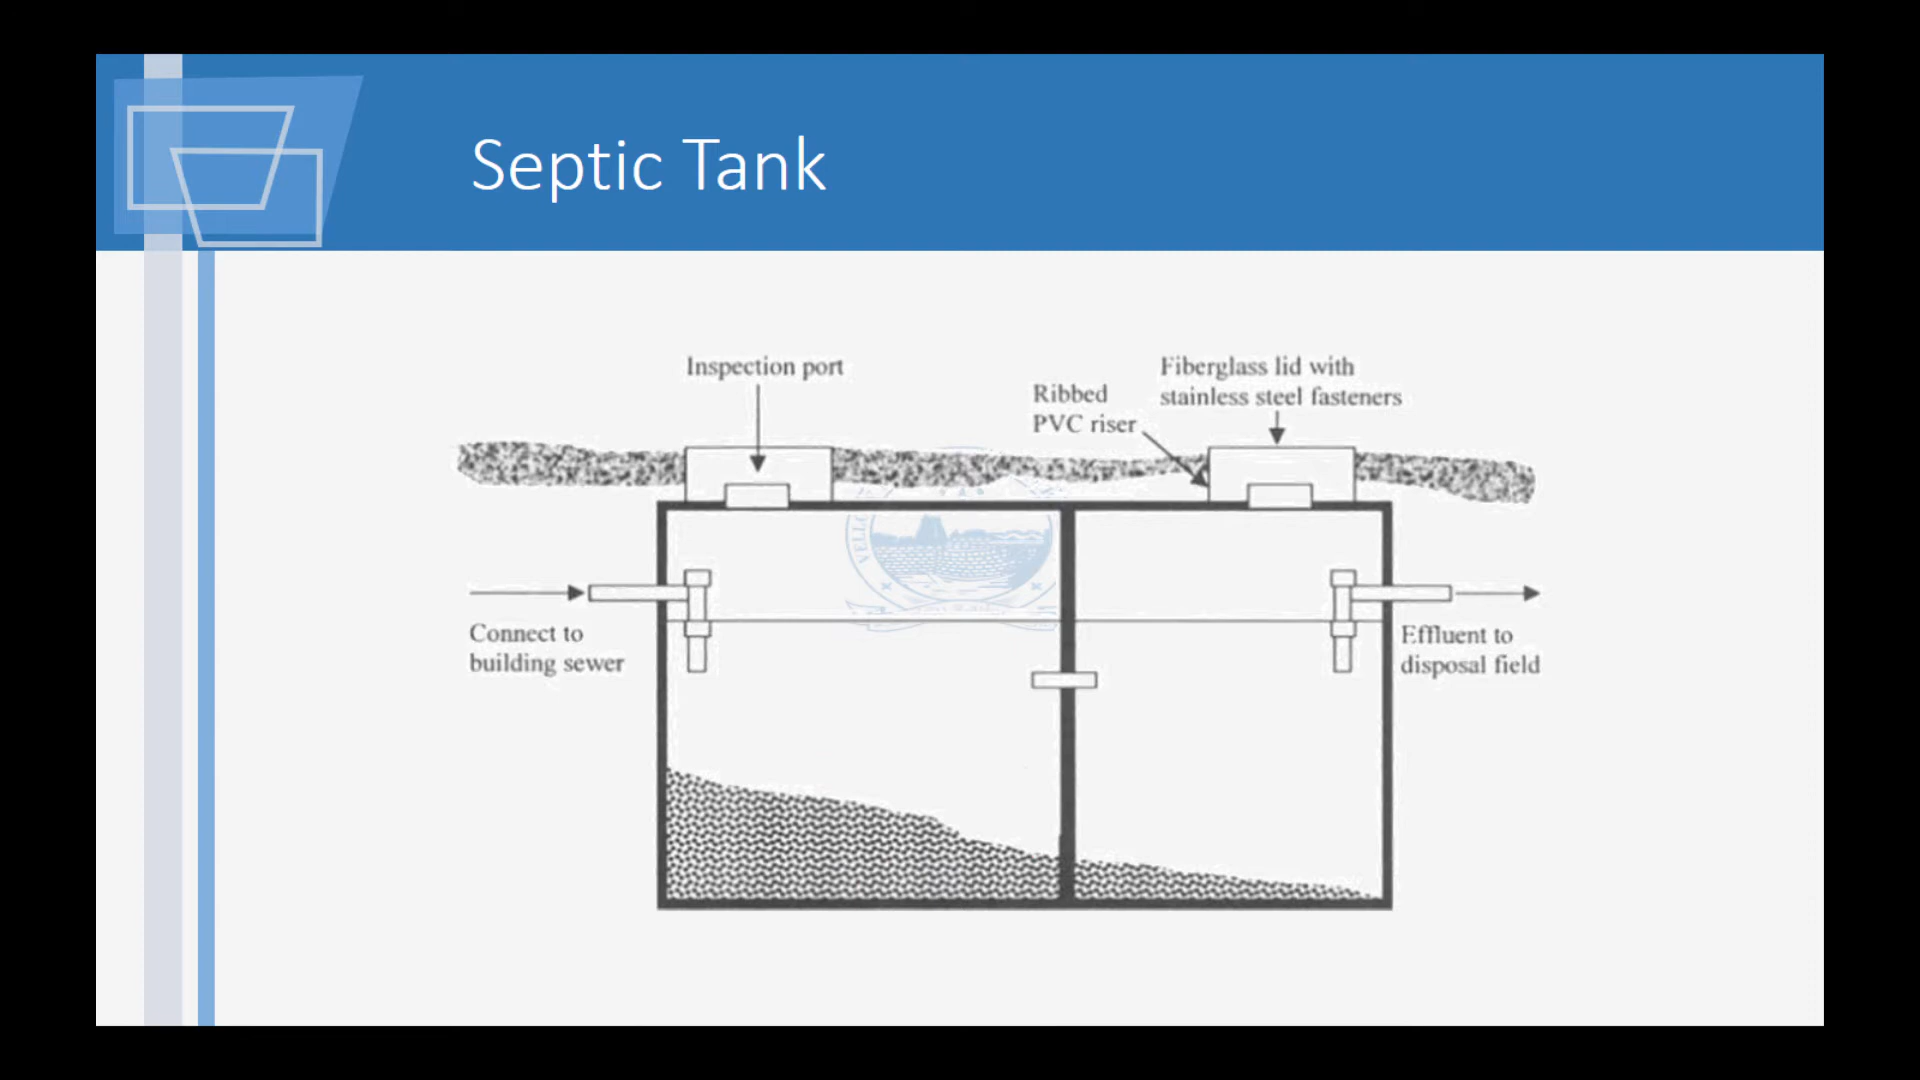 Septic Tank
Inspection port
Ribbed
PVC riser
Fiberglass lid with
stainless steel fasteners
Connect to
building sewer
Effluent to
disposal field